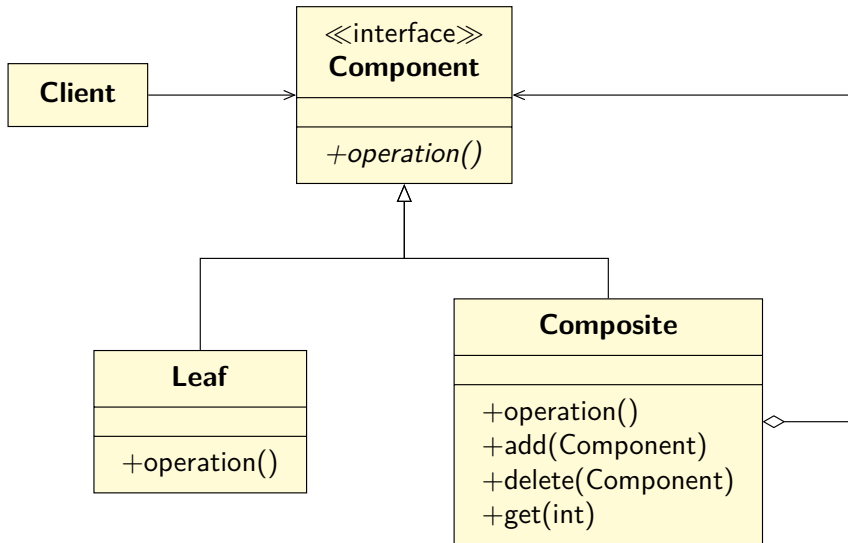 ≪interface≫
Component
Client
+operation()
Composite
Leaf
+operation()
+operation()
+add(Component)
+delete(Component)
+get(int)